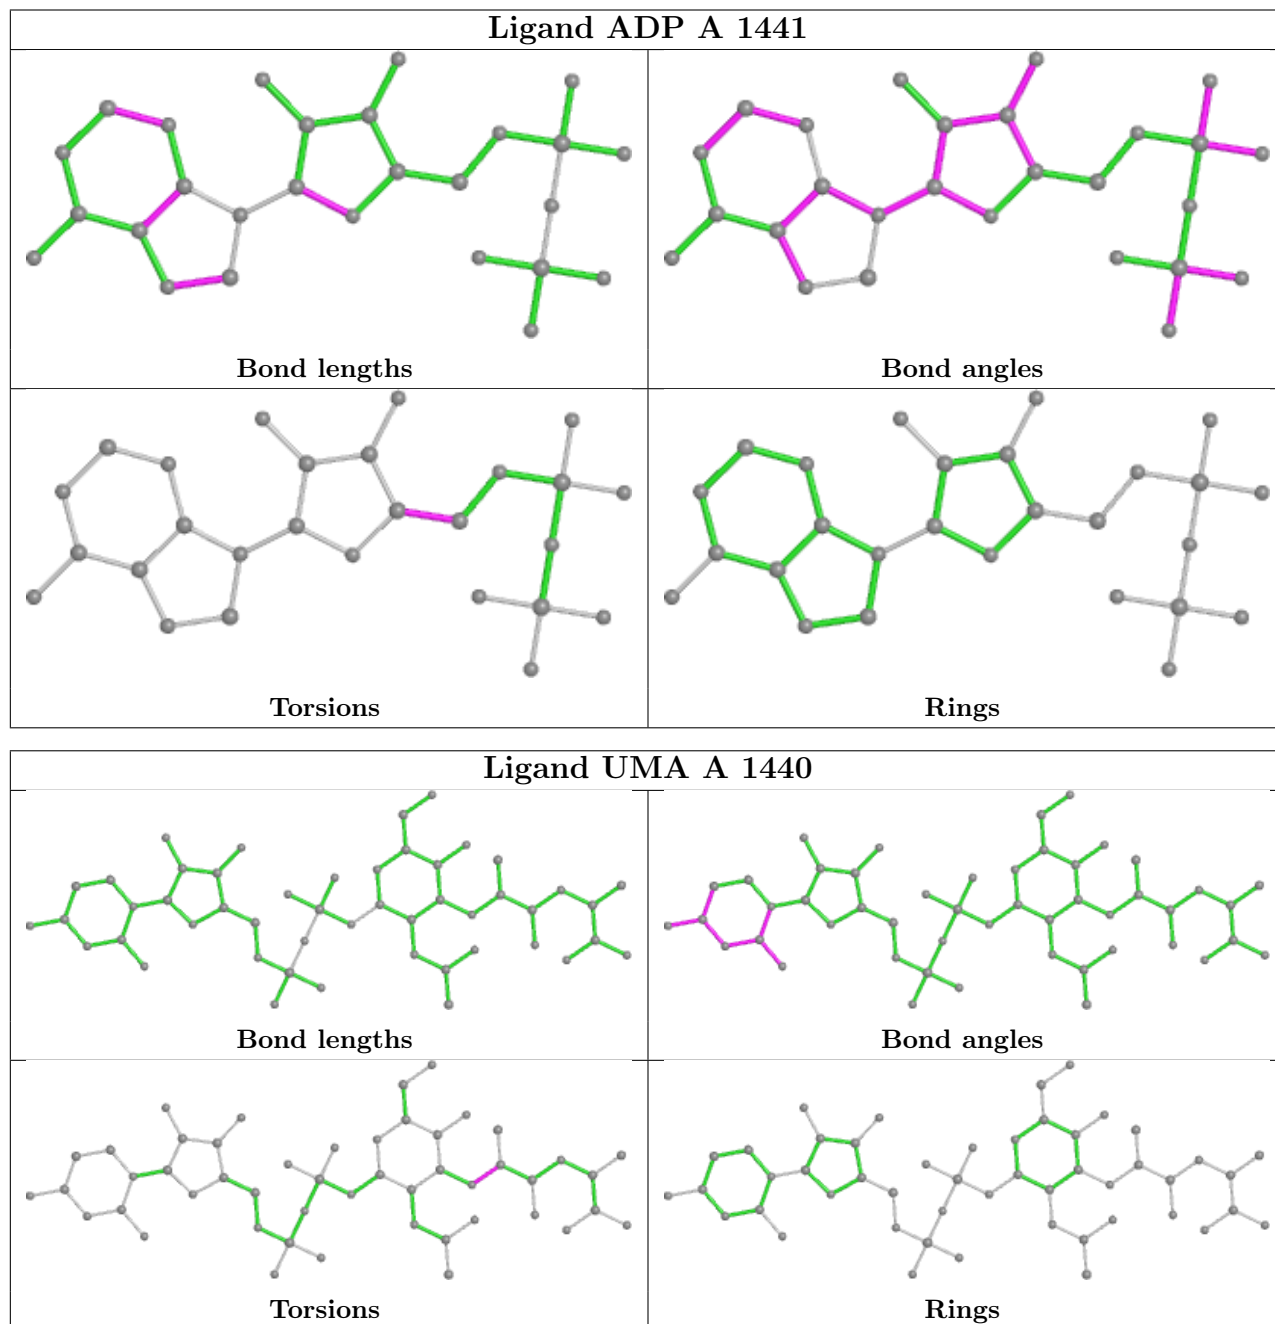 Ligand ADP A 1441
Bond lengths
Bond angles
Torsions
Rings
Ligand UMA A 1440
Bond lengths
Bond angles
Torsions
Rings